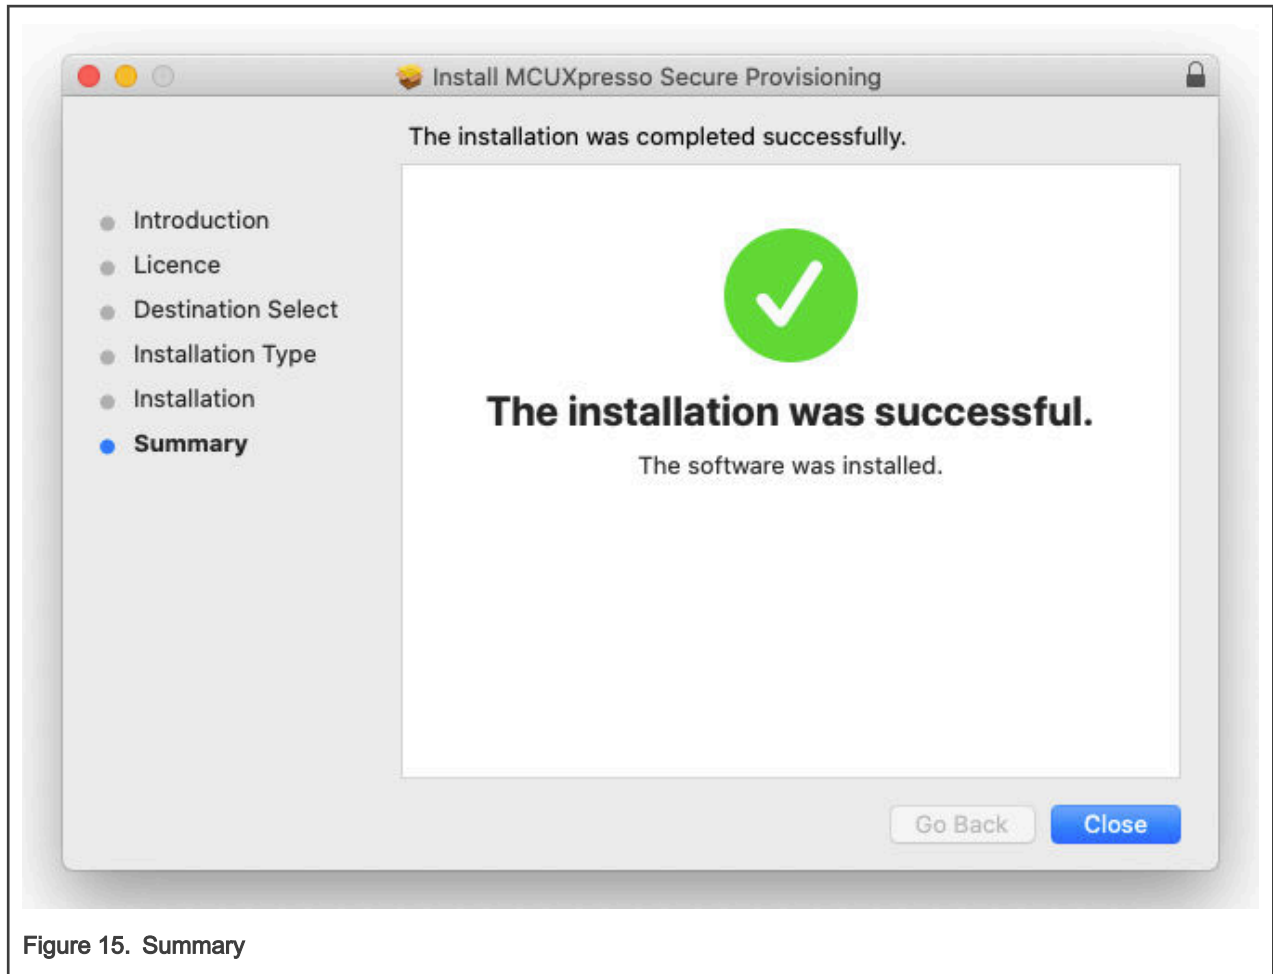 Install MCUXpresso Secure Provisioning
The installation was completed successfully.
Introduction
Licence
Destination Select
Installation Type
Installation
Summary
The installation was successful.
The software was installed.
Go Back
Close
Figure 15. Summary